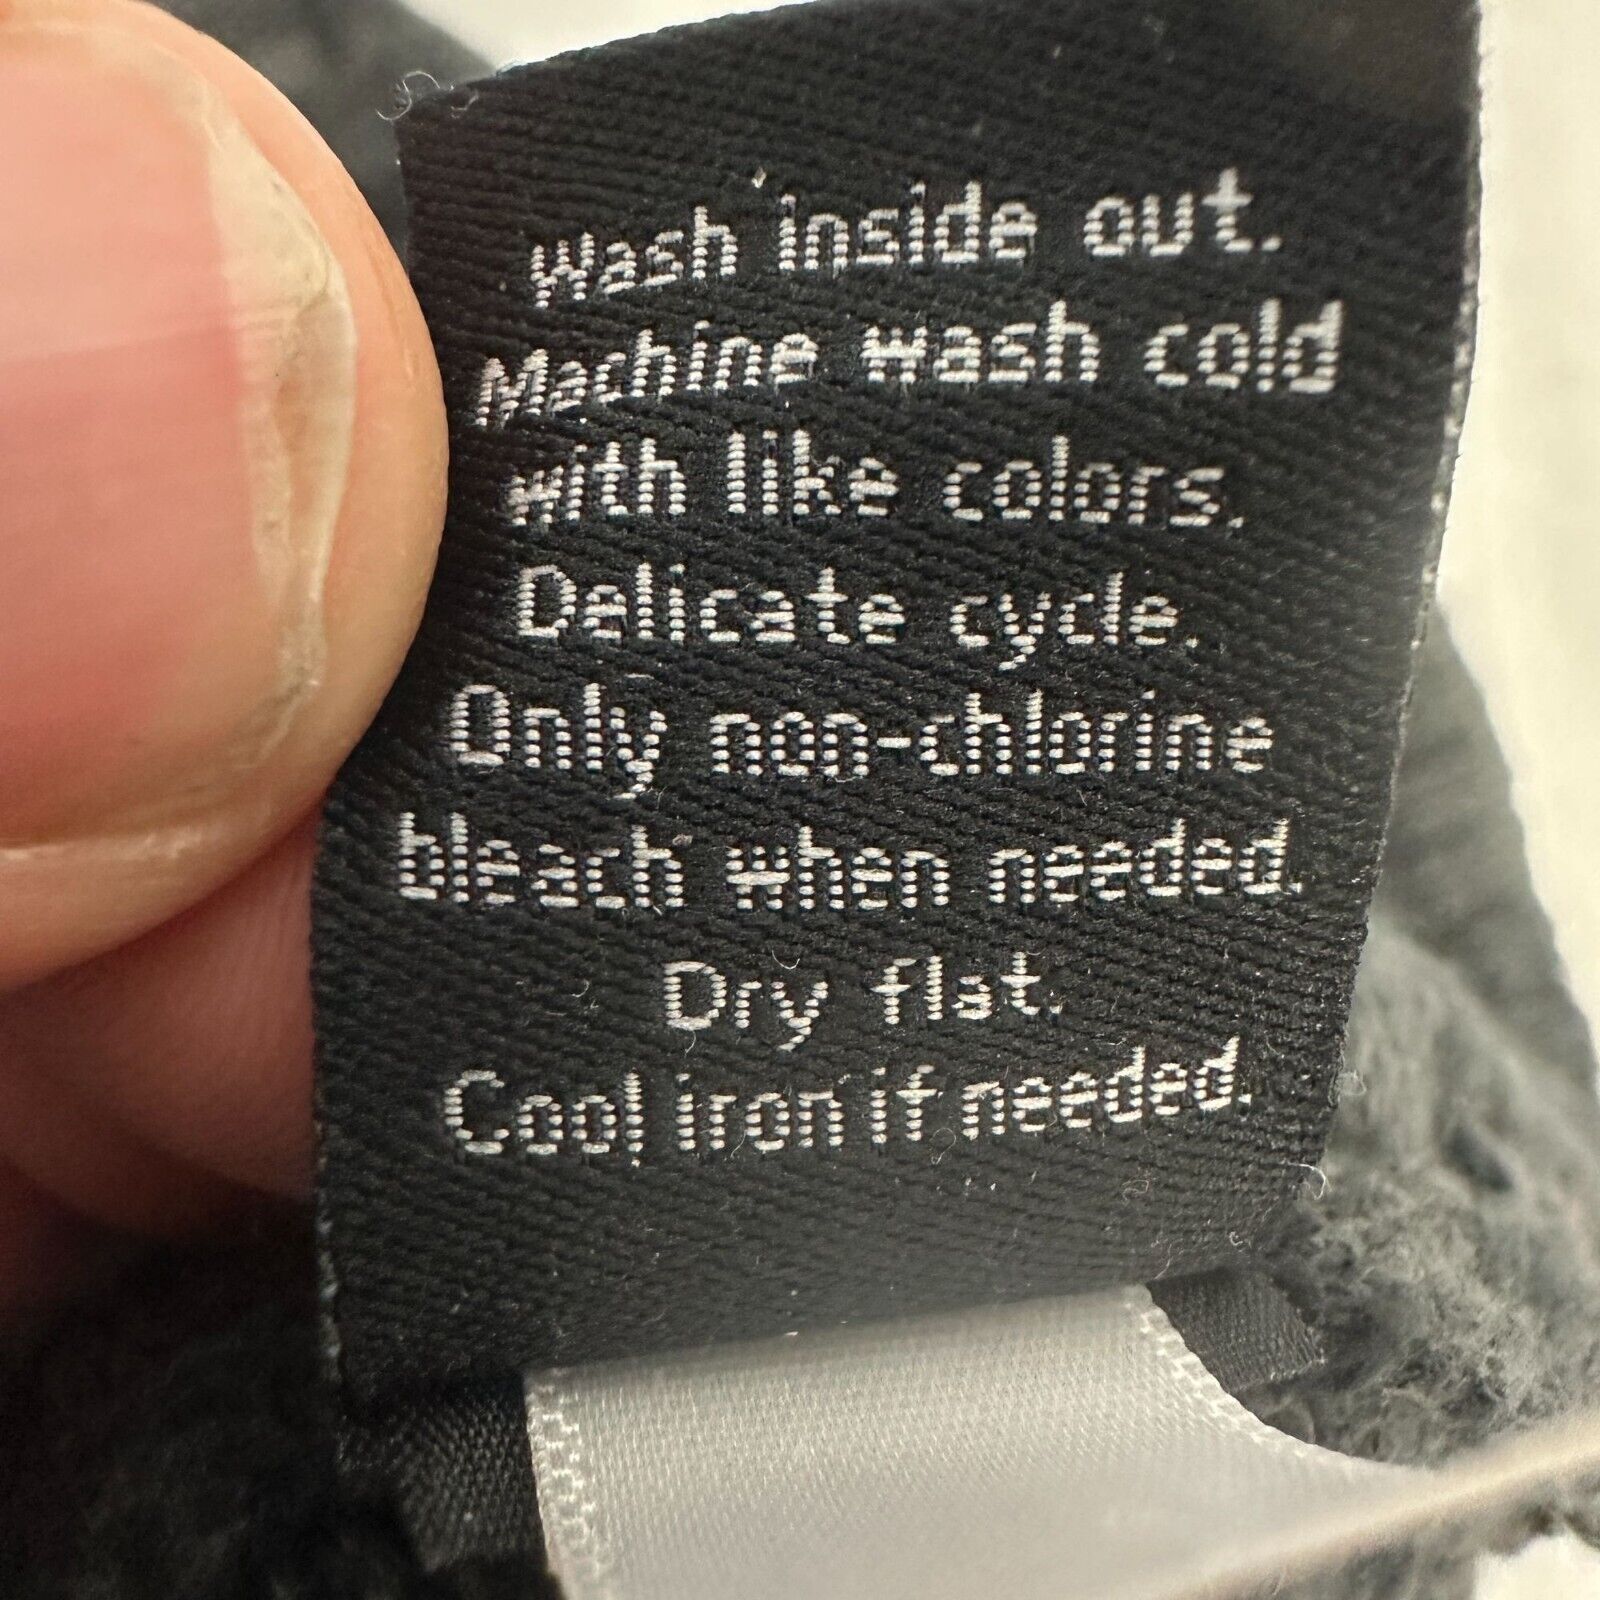 Wash inside out.
Machine wash cold
with like colors.
Delicate cycle.
Only non-chlorine
bleach when needed.
Dry flat.
Cool iron if needed.